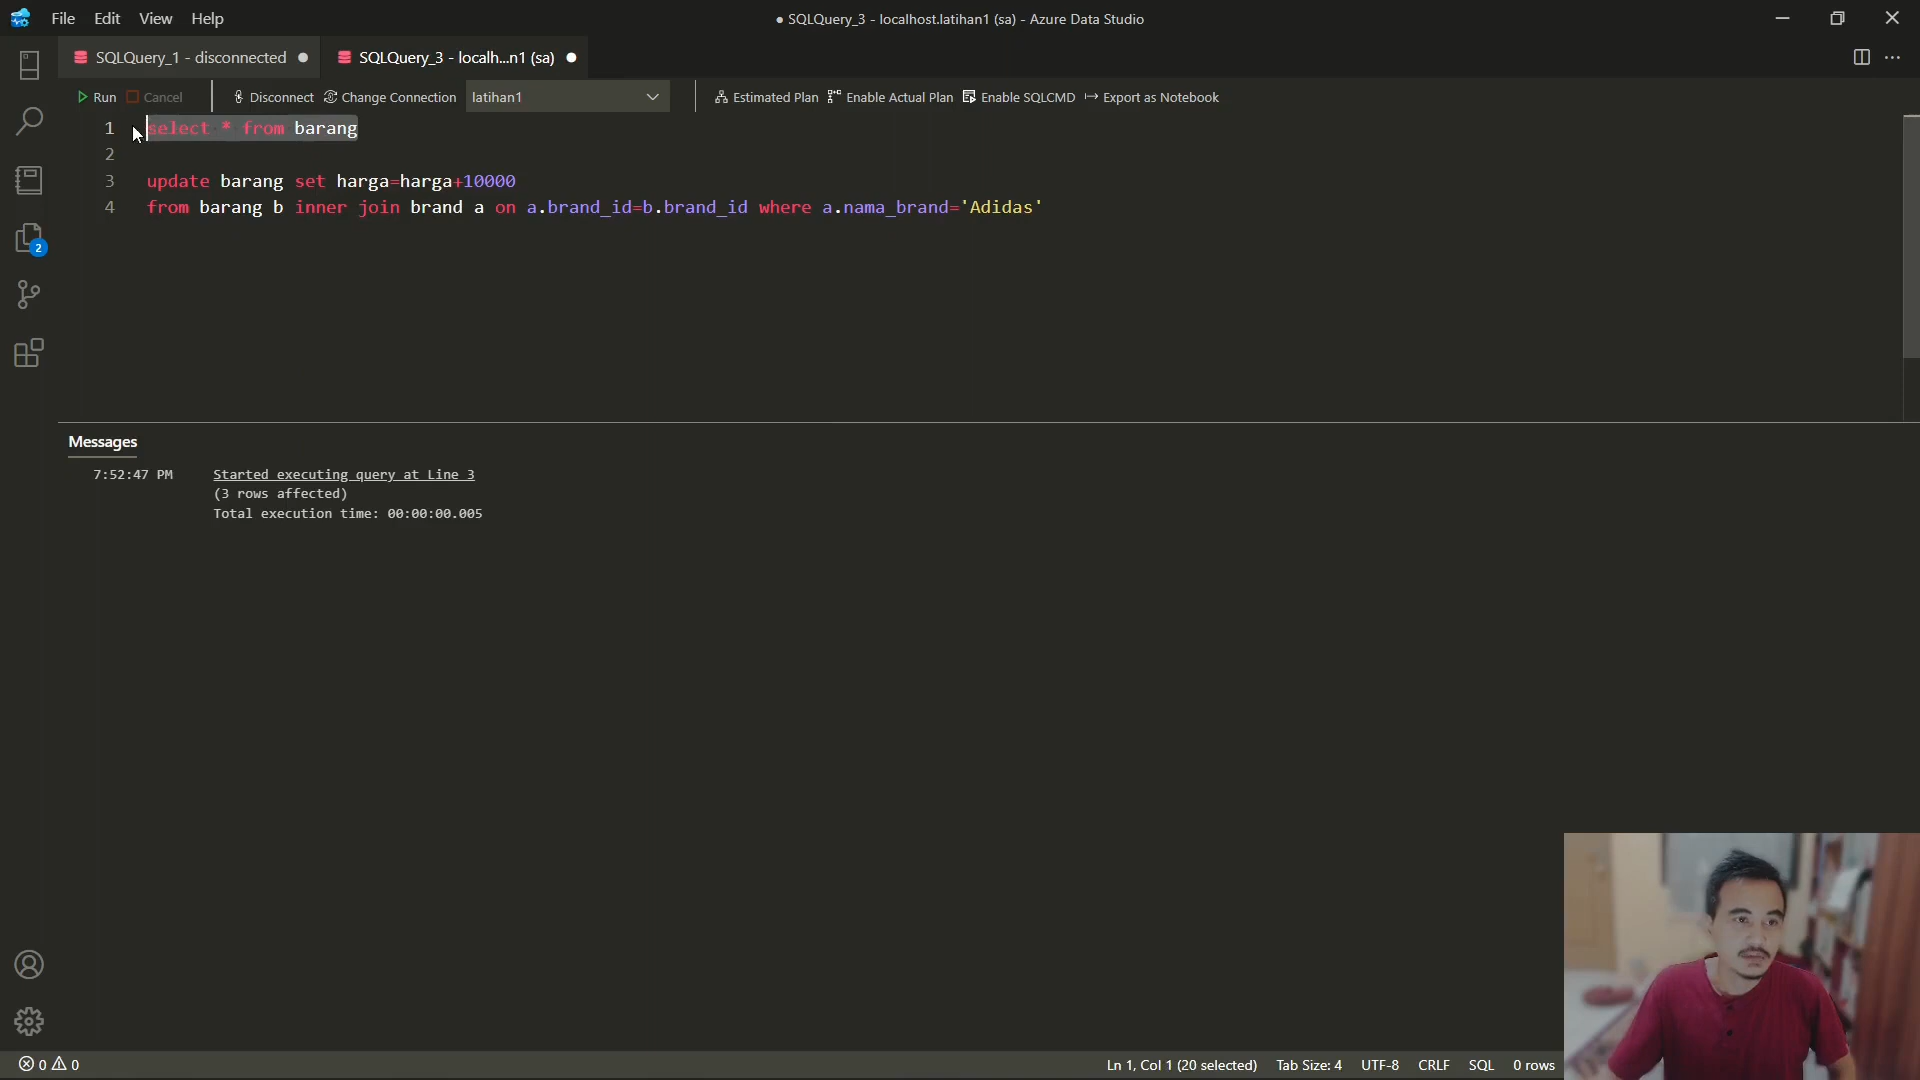 File Edit View Help
● SQLQuery_3 - localhost.latihan1 (sa) - Azure Data Studio
SQLQuery_1 - disconnected ●
SQLQuery_3 - localh...n1 (sa) ●
Run Cancel Disconnect Change Connection latihan1 Estimated Plan Enable Actual Plan Enable SQLCMD Export as Notebook
1 select * from barang
2
3 update barang set harga=harga+10000
4 from barang b inner join brand a on a.brand_id=b.brand_id where a.nama_brand='Adidas'
2
Messages
7:52:47 PM Started executing query at Line 3
(3 rows affected)
Total execution time: 00:00:00.005
0 0 Ln 1, Col 1 (20 selected) Tab Size: 4 UTF-8 CRLF SQL 0 rows